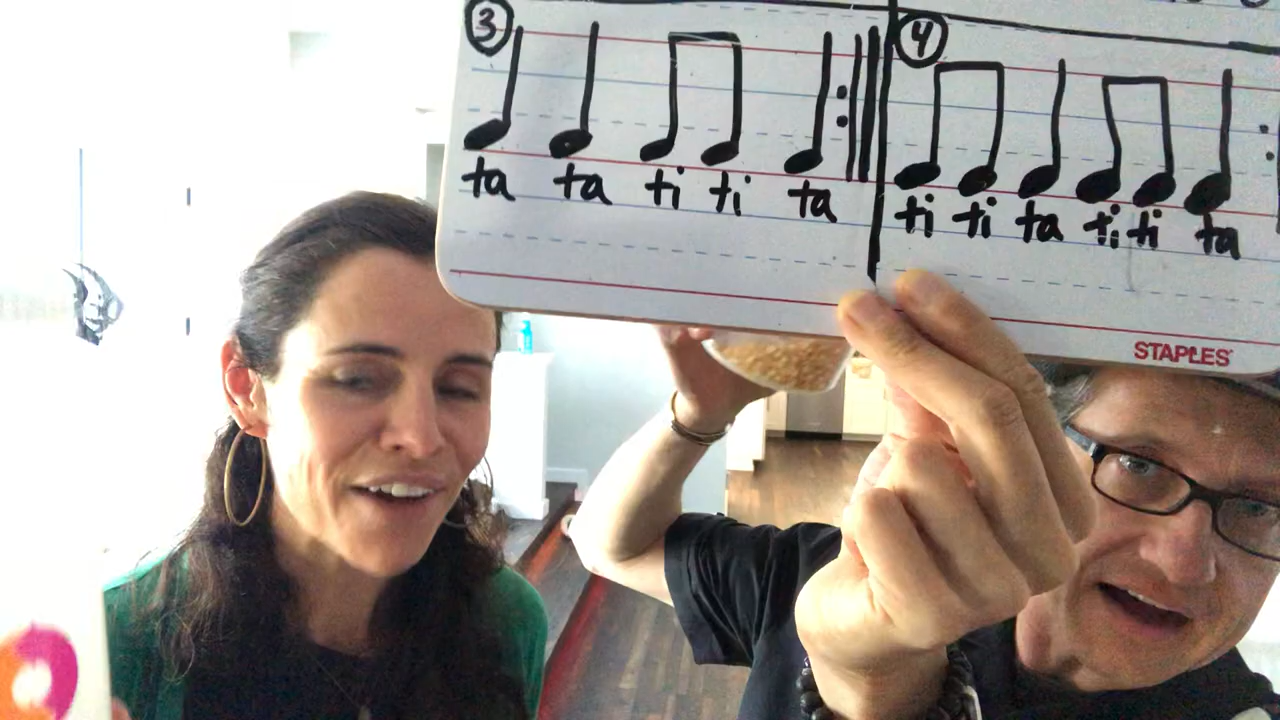 ③ ④
ta ta ti ti ta
ti ti ta ti ti ta
STAPLES